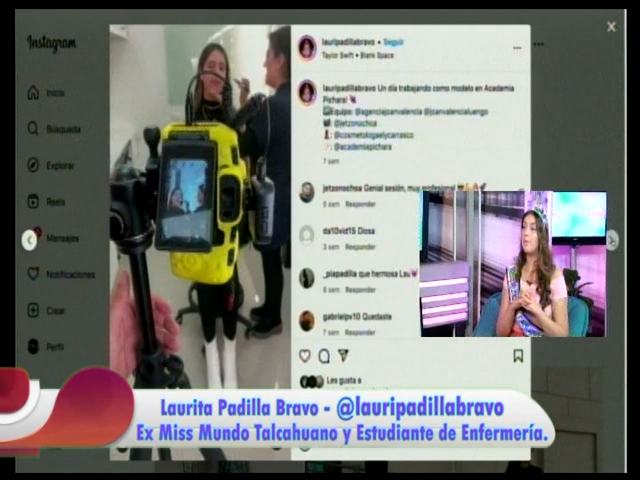 Instagram
Inicio
Búsqueda
Explorar
Reels
Mensajes
Notificaciones
Crear
Perfil
lauripadillabravo • Seguir
Taylor Swift • Blank Space
lauripadillabravo Un día trabajando como modelo en Academia
Pichara!
Equipo: @agenciajoanvalencia @joanvalencialuengo
: @jetzonochoa
: @cosmetologaelycarrasco
: @academiapichara
7 sem
jetzonochoa Genial sesión, muy profesional
6 sem Responder
da10vid15 Diosa
3 sem Responder
_piepadilla que hermosa Lau
6 sem Responder
gabrielpv10 Quedaste
7 sem Responder
Les gusta a
Laurita Padilla Bravo - @lauripadillabravo
Ex Miss Mundo Talcahuano y Estudiante de Enfermería.